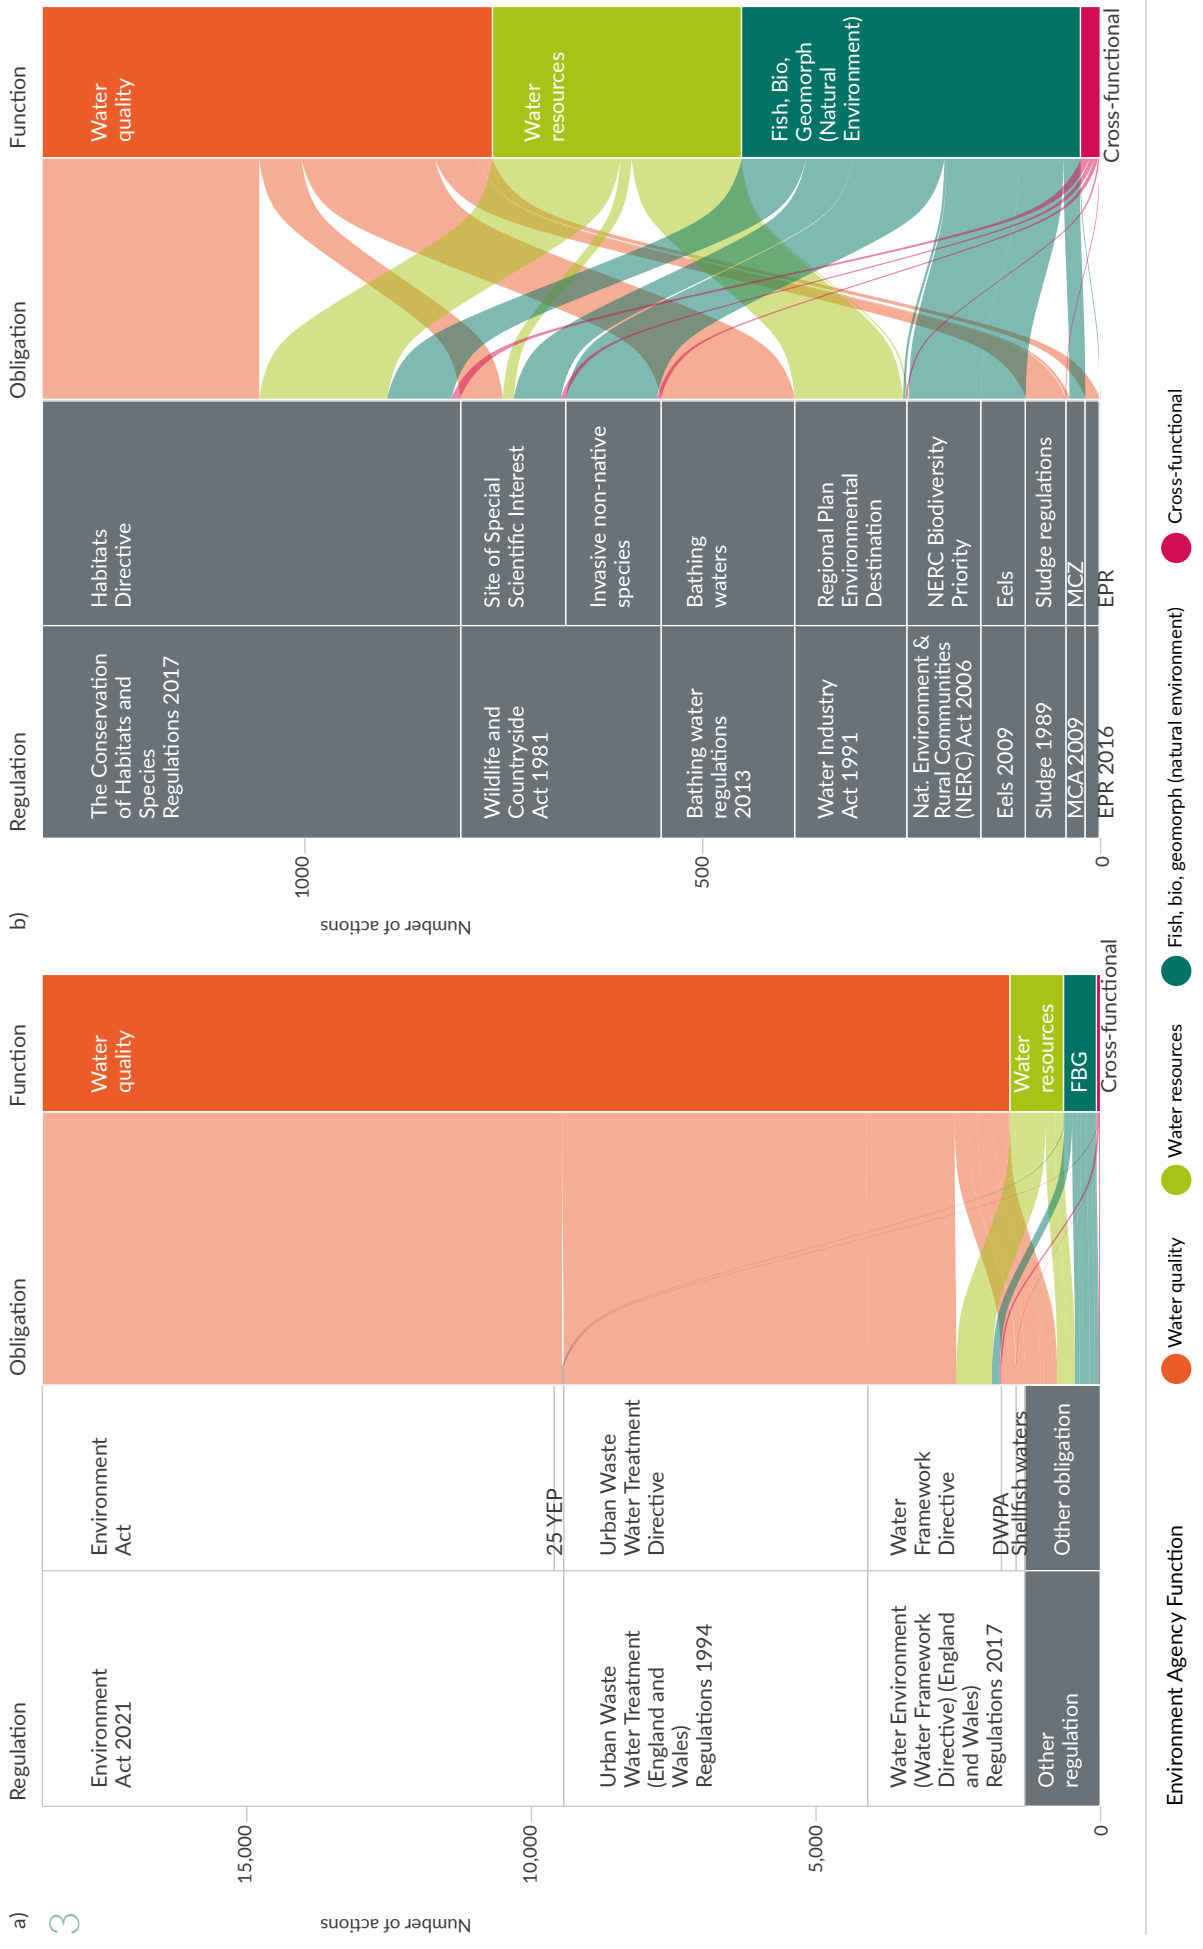 3
a)
Number of actions
15,000
10,000
5,000
0
Regulation
Obligation
Function
Environment
Act 2021
Urban Waste
Water Treatment
(England and
Wales)
Regulations 1994
Water Environment
(Water Framework
Directive) (England
and Wales)
Regulations 2017
Other
regulation
Environment
Act
25 YEP
Urban Waste
Water Treatment
Directive
Water
Framework
Directive
DWPA
Shellfish waters
Other obligation
Water
quality
Water
resources
FBG
Cross-functional
b)
Number of actions
1000
500
0
Regulation
Obligation
Function
The Conservation
of Habitats and
Species
Regulations 2017
Wildlife and
Countryside
Act 1981
Bathing water
regulations
2013
Water Industry
Act 1991
Nat. Environment &
Rural Communities
(NERC) Act 2006
Eels 2009
Sludge 1989
MCA 2009
EPR 2016
Habitats
Directive
Site of Special
Scientific Interest
Invasive non-native
species
Bathing
waters
Regional Plan
Environmental
Destination
NERC Biodiversity
Priority
Eels
Sludge regulations
MCZ
EPR
Water
quality
Water
resources
Fish, Bio,
Geomorph
(Natural
Environment)
Cross-functional
Environment Agency Function
Water quality
Water resources
Fish, bio, geomorph (natural environment)
Cross-functional